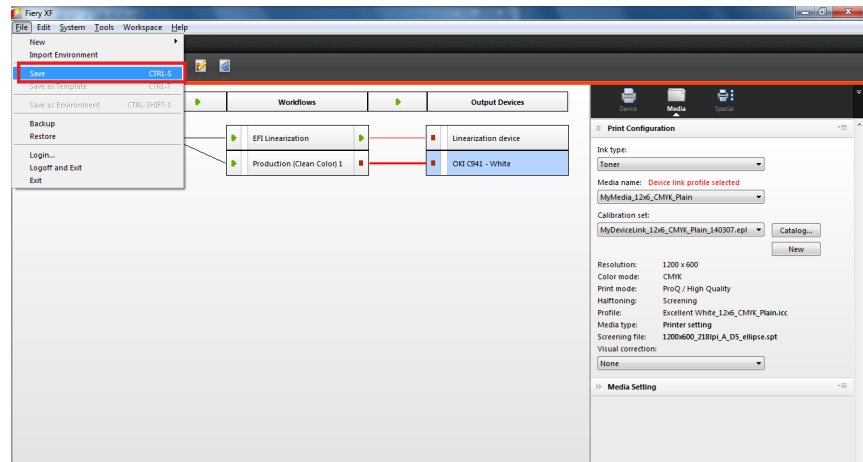 Fiery XF
File Edit System Tools Workspace Help
New
Import Environment
Save CTRL-S
Save as Template CTRL-T
Save as Environment CTRL-SHIFT-S
Backup
Restore
Login...
Logoff and Exit
Exit
Workflows
Output Devices
EFI Linearization
Linearization device
Production (Clean Color) 1
OKI C941 - White
Device Media Special
Print Configuration
Ink type:
Toner
Media name: Device link profile selected
MyMedia_12x6_CMYK_Plain
Calibration set:
MyDeviceLink_12x6_CMYK_Plain_140307.epl Catalog...
New
Resolution: 1200 x 600
Color mode: CMYK
Print mode: ProQ / High Quality
Halftoning: Screening
Profile: Excellent White_12x6_CMYK_Plain.icc
Media type: Printer setting
Screening file: 1200x600_218lpi_A_D5_ellipse.spt
Visual correction:
None
Media Setting